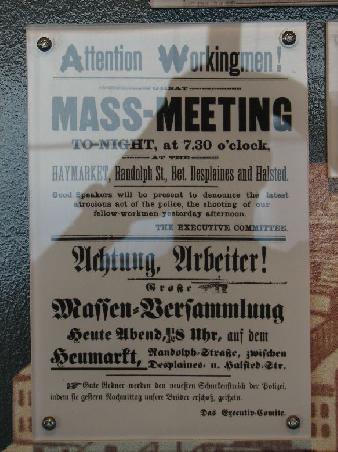 Attention Workingmen!
GREAT
MASS-MEETING
TO-NIGHT, at 7.30 o'clock,
AT THE
HAYMARKET, Randolph St., Bet. Desplaines and Halsted.
Good Speakers will be present to denounce the latest
atrocious act of the police, the shooting of our
fellow-workmen yesterday afternoon.
THE EXECUTIVE COMMITTEE.
Achtung, Arbeiter!
Große
Massen-Versammlung
Heute Abend, 1/28 Uhr, auf dem
Heumarkt, Randolph-Straße, zwischen
Desplaines- u. Halsted-Str.
Gute Redner werden den neuesten Schurkenstreich der Polizei,
indem sie gestern Nachmittag unsere Brüder erschoß, geißeln.
Das Executiv-Comite.